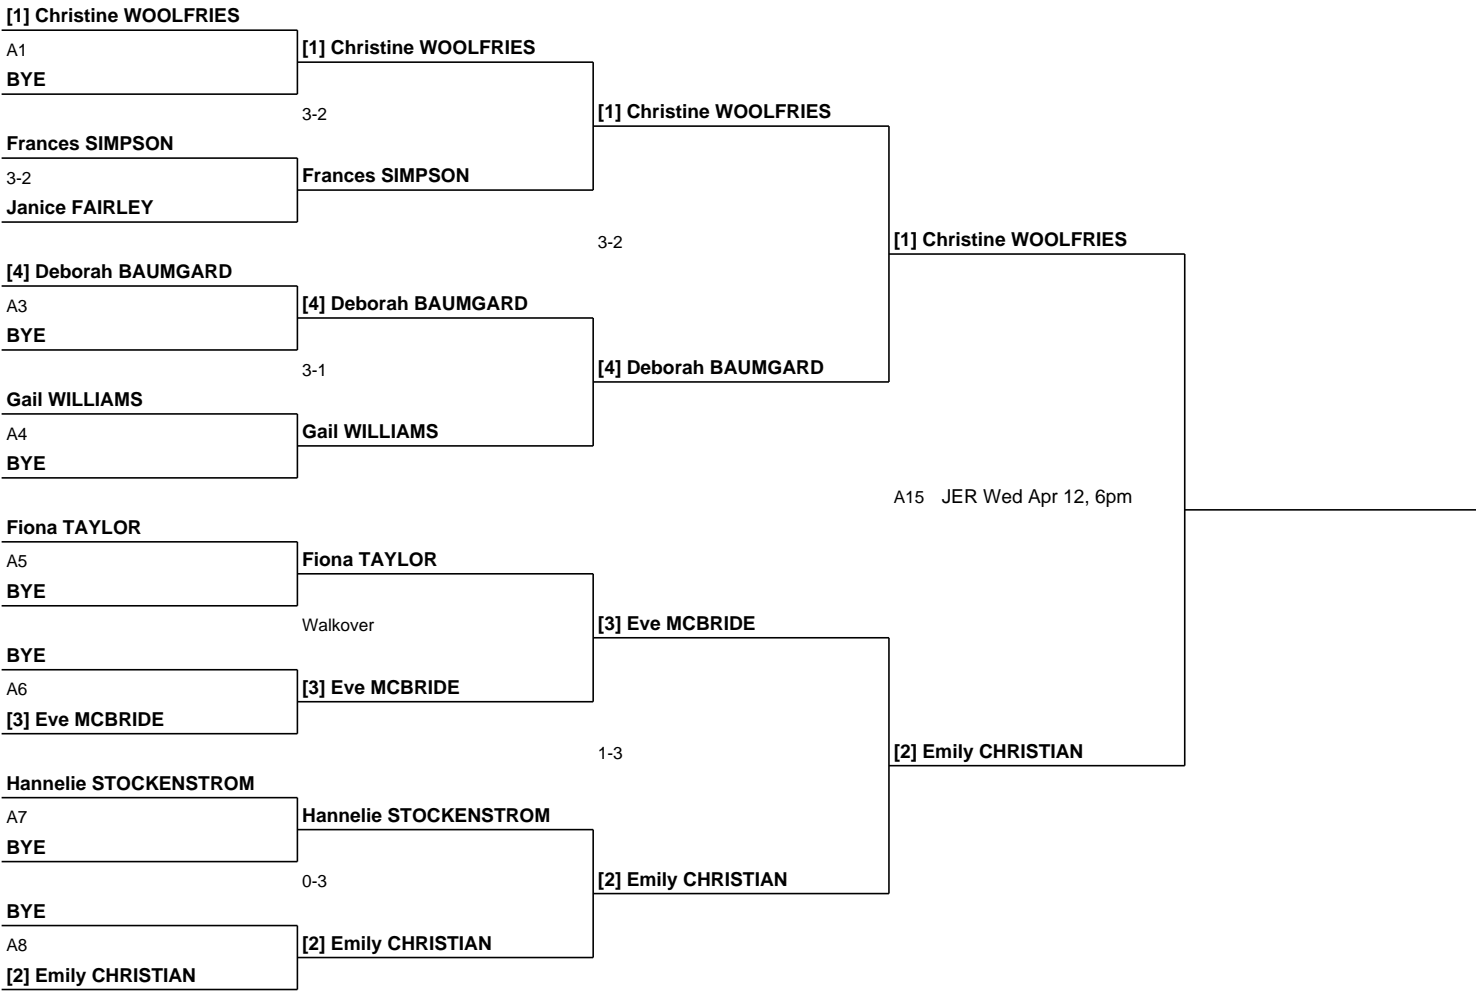 [1] Christine WOOLFRIES
A1
[1] Christine WOOLFRIES
BYE
3-2
[1] Christine WOOLFRIES
Frances SIMPSON
3-2
Frances SIMPSON
Janice FAIRLEY
3-2
[1] Christine WOOLFRIES
[4] Deborah BAUMGARD
A3
[4] Deborah BAUMGARD
BYE
3-1
[4] Deborah BAUMGARD
Gail WILLIAMS
A4
Gail WILLIAMS
BYE
A15 JER Wed Apr 12, 6pm
Fiona TAYLOR
A5
Fiona TAYLOR
BYE
Walkover
[3] Eve MCBRIDE
BYE
A6
[3] Eve MCBRIDE
[3] Eve MCBRIDE
1-3
[2] Emily CHRISTIAN
Hannelie STOCKENSTROM
A7
Hannelie STOCKENSTROM
BYE
0-3
[2] Emily CHRISTIAN
BYE
A8
[2] Emily CHRISTIAN
[2] Emily CHRISTIAN